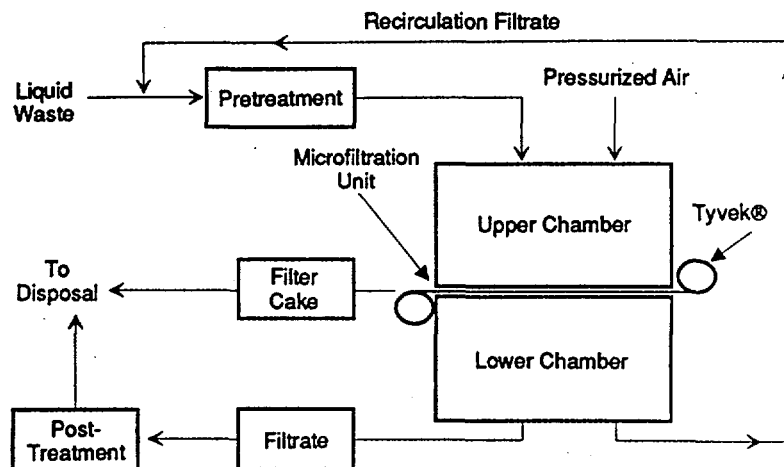 Recirculation Filtrate
Liquid
Waste
Pretreatment
Pressurized Air
Microfiltration
Unit
Upper Chamber
Tyvek®
To
Disposal
Filter
Cake
Lower Chamber
Post-
Treatment
Filtrate